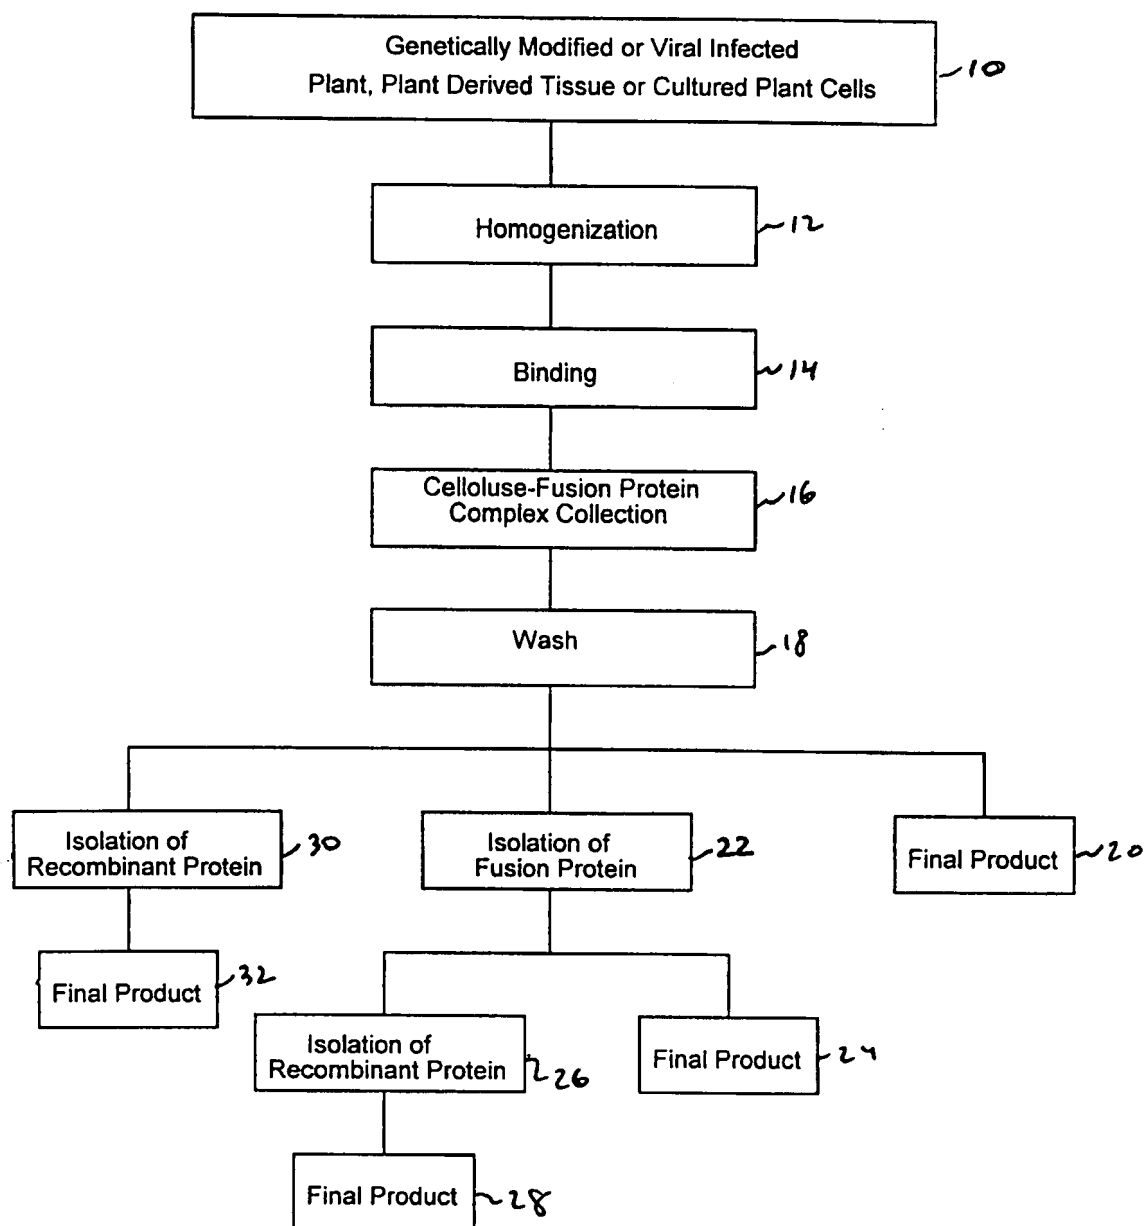 Genetically Modified or Viral Infected
Plant, Plant Derived Tissue or Cultured Plant Cells
10
Homogenization
12
Binding
14
Celloluse-Fusion Protein
Complex Collection
16
Wash
18
Isolation of
Recombinant Protein
30
Isolation of
Fusion Protein
22
Final Product
20
Final Product
32
Isolation of
Recombinant Protein
26
Final Product
24
Final Product
28